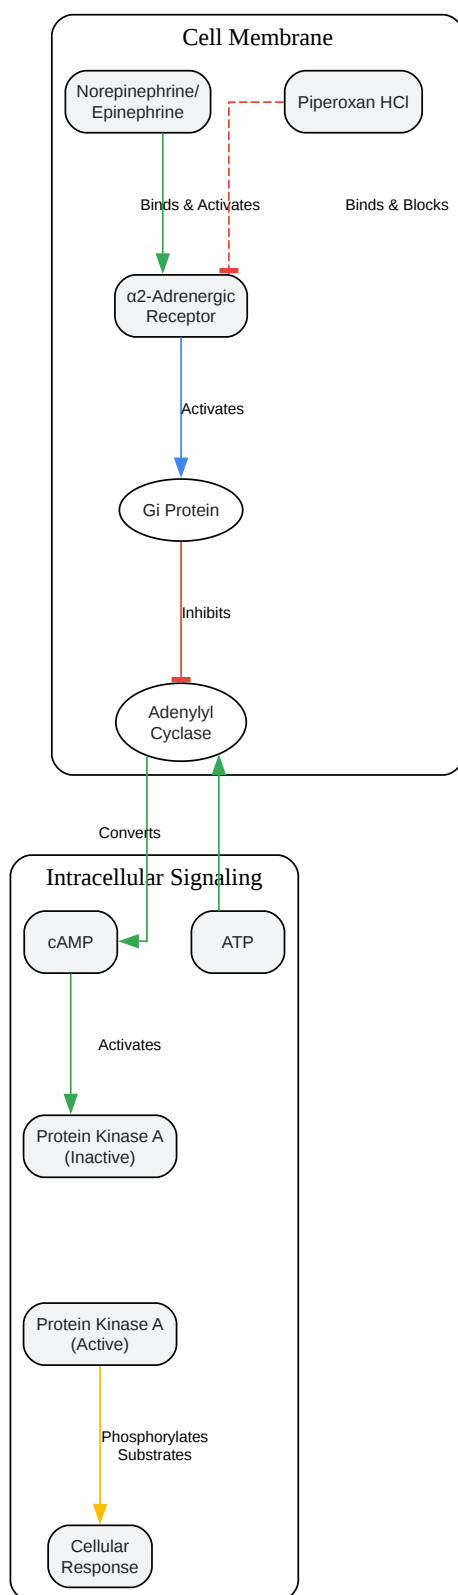 Cell Membrane
Norepinephrine/
Epinephrine
Piperoxan HCl
Binds & Activates
Binds & Blocks
α2-Adrenergic
Receptor
Activates
Gi Protein
Inhibits
Adenylyl
Cyclase
Converts
Intracellular Signaling
cAMP
ATP
Activates
Protein Kinase A
(Inactive)
Protein Kinase A
(Active)
Phosphorylates
Substrates
Cellular
Response